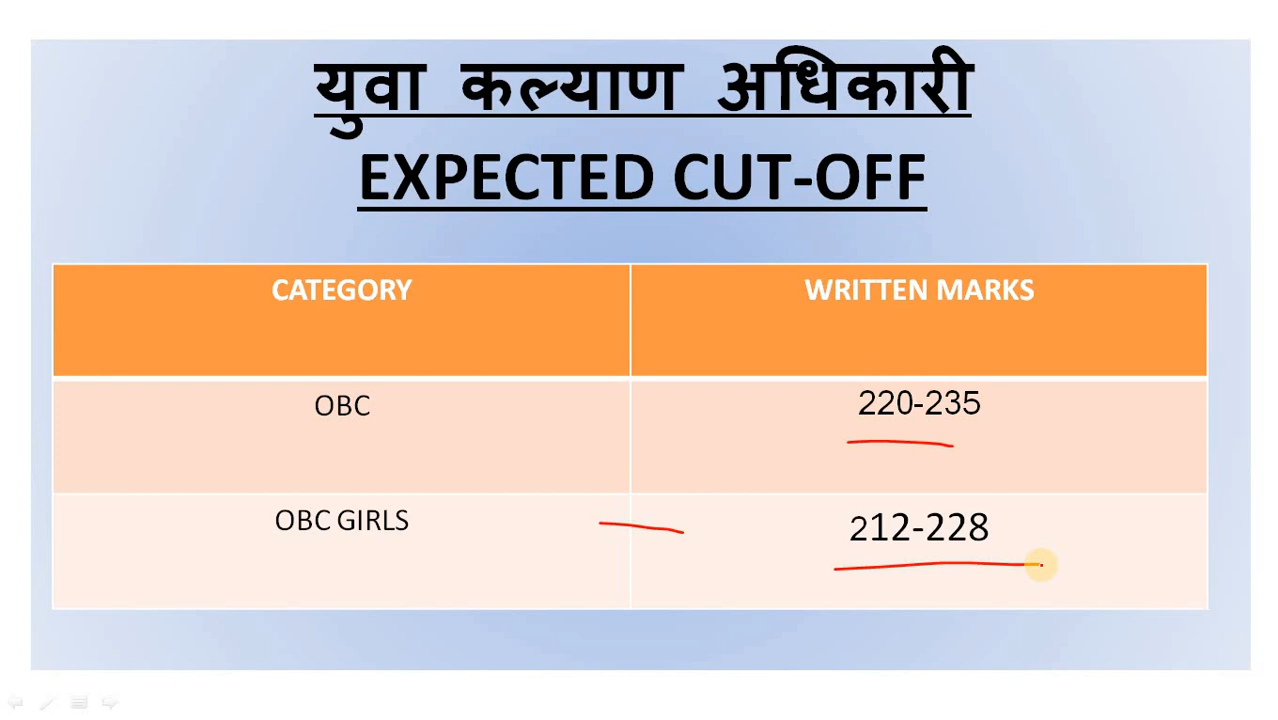 युवा कल्याण अधिकारी
EXPECTED CUT-OFF
CATEGORY WRITTEN MARKS
OBC 220-235
OBC GIRLS 212-228